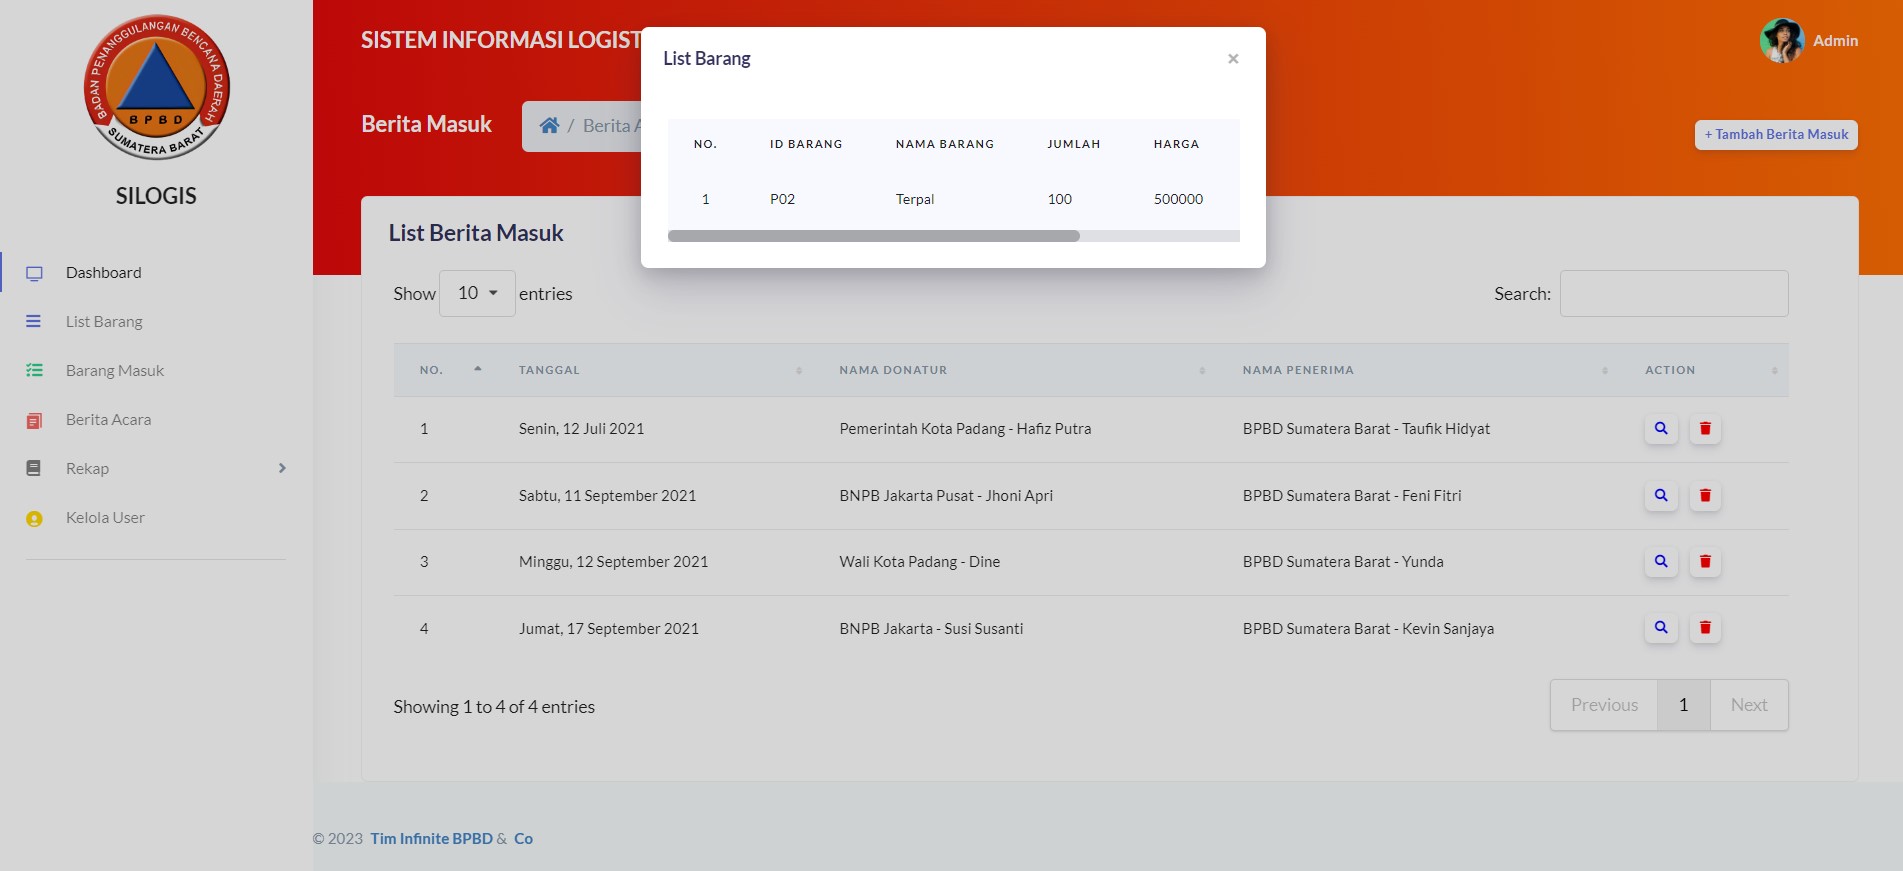 BADAN PENANGGULANGAN BENCANA DAERAH
BPBD
SUMATERA BARAT
SILOGIS
Dashboard
List Barang
Barang Masuk
Berita Acara
Rekap
Kelola User
SISTEM INFORMASI LOGIST
Admin
Berita Masuk
/ Berita A
+ Tambah Berita Masuk
List Barang
×
NO. ID BARANG NAMA BARANG JUMLAH HARGA
1 P02 Terpal 100 500000
List Berita Masuk
Show 10 entries
Search:
NO. TANGGAL NAMA DONATUR NAMA PENERIMA ACTION
1 Senin, 12 Juli 2021 Pemerintah Kota Padang - Hafiz Putra BPBD Sumatera Barat - Taufik Hidyat
2 Sabtu, 11 September 2021 BNPB Jakarta Pusat - Jhoni Apri BPBD Sumatera Barat - Feni Fitri
3 Minggu, 12 September 2021 Wali Kota Padang - Dine BPBD Sumatera Barat - Yunda
4 Jumat, 17 September 2021 BNPB Jakarta - Susi Susanti BPBD Sumatera Barat - Kevin Sanjaya
Showing 1 to 4 of 4 entries
Previous 1 Next
© 2023 Tim Infinite BPBD & Co